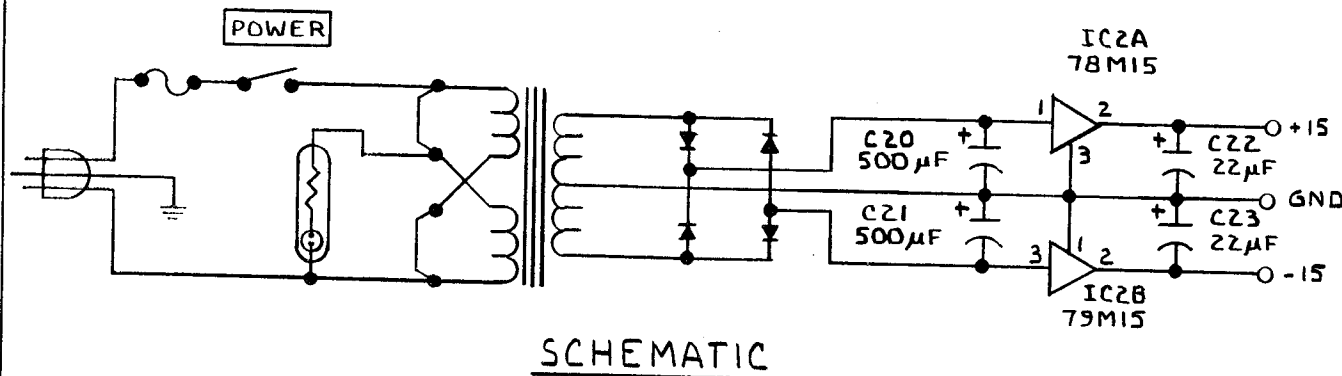 POWER
IC2A
78M15
1
2
3
+
C20
500µF
+
C22
22µF
+15
GND
+
C21
500µF
+
C23
22µF
3
1
2
-15
IC2B
79M15
SCHEMATIC